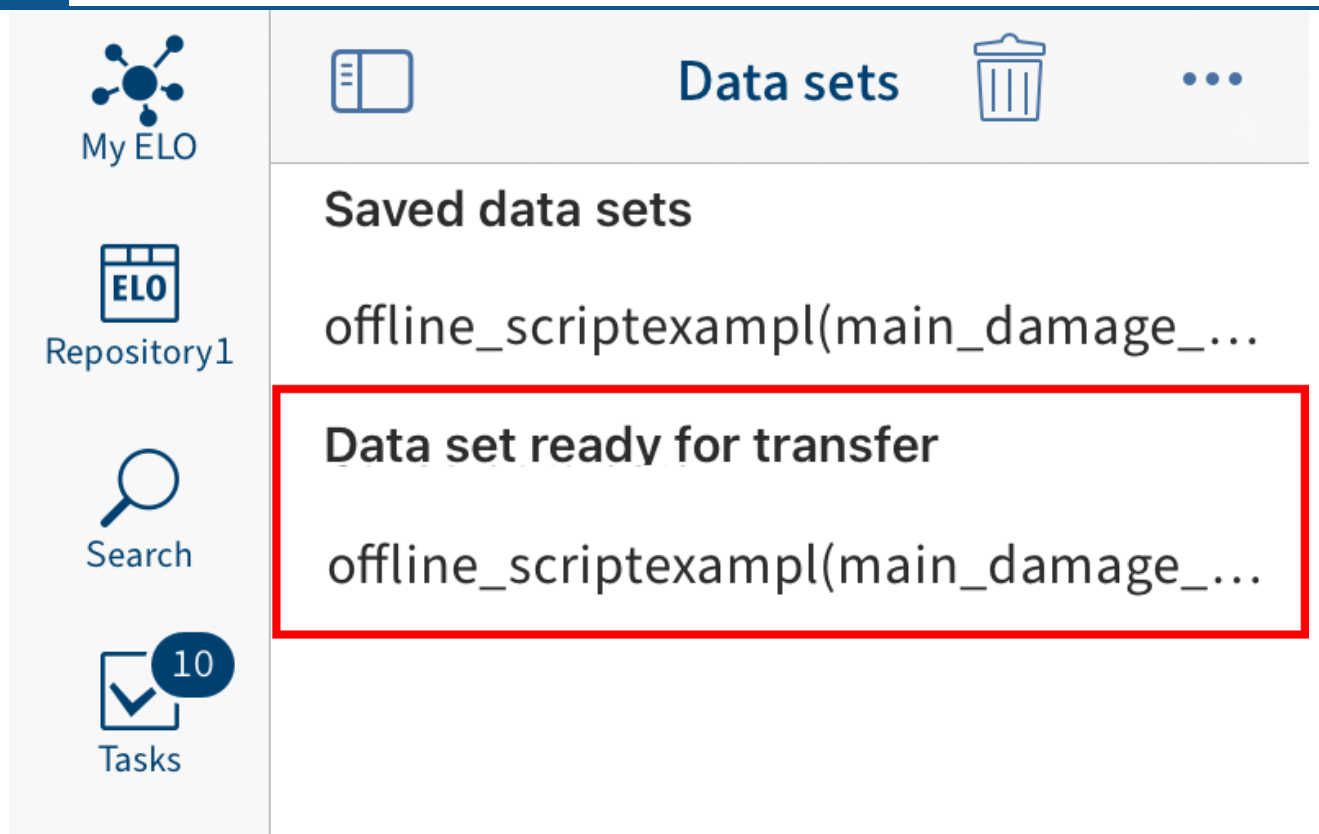 My ELO
ELO
Repository1
Search
10
Tasks
Data sets
Saved data sets
offline_scriptexampl(main_damage_...
Data set ready for transfer
offline_scriptexampl(main_damage_...